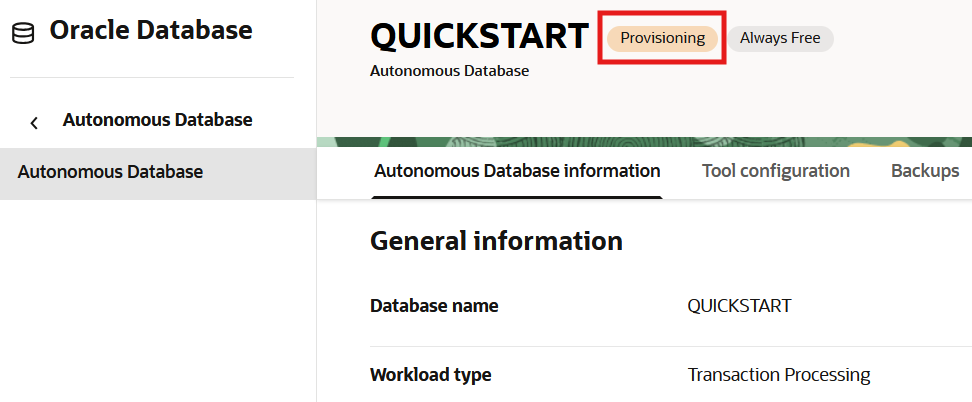 Oracle Database
Autonomous Database
Autonomous Database
QUICKSTART Provisioning Always Free
Autonomous Database
Autonomous Database information Tool configuration Backups
General information
Database name QUICKSTART
Workload type Transaction Processing